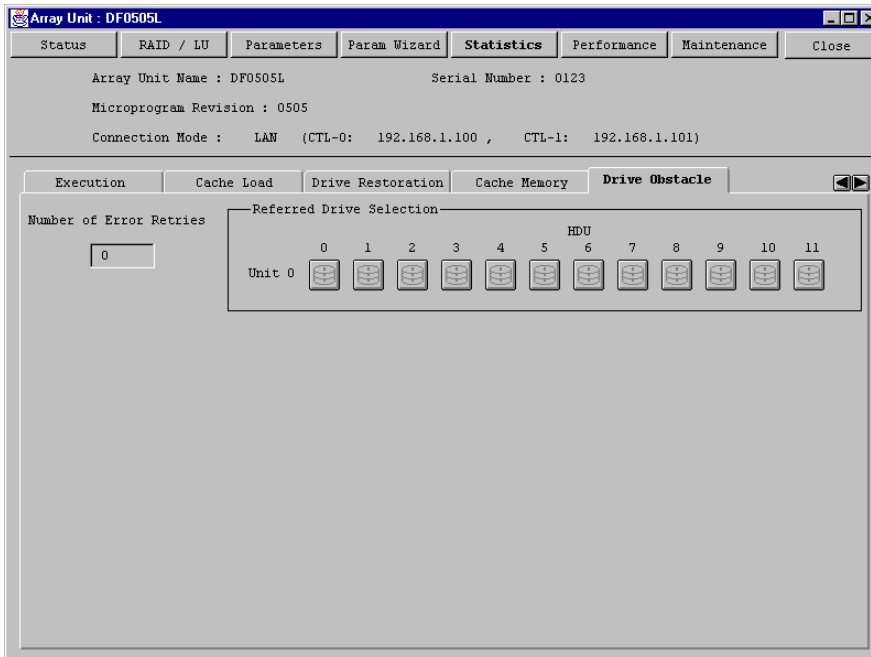 Array Unit : DF0505L
Status RAID / LU Parameters Param Wizard Statistics Performance Maintenance Close
Array Unit Name : DF0505L Serial Number : 0123
Microprogram Revision : 0505
Connection Mode : LAN (CTL-0: 192.168.1.100 , CTL-1: 192.168.1.101)
Execution Cache Load Drive Restoration Cache Memory Drive Obstacle
Number of Error Retries
0
Referred Drive Selection
HDU
0 1 2 3 4 5 6 7 8 9 10 11
Unit 0